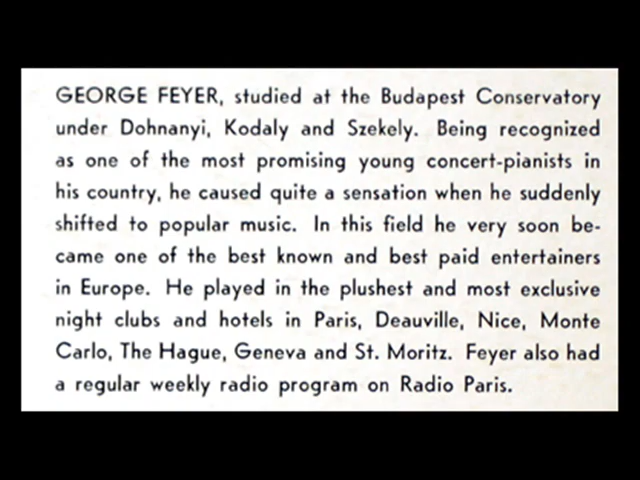 GEORGE FEYER, studied at the Budapest Conservatory
under Dohnanyi, Kodaly and Szekely. Being recognized
as one of the most promising young concert-pianists in
his country, he caused quite a sensation when he suddenly
shifted to popular music. In this field he very soon be-
came one of the best known and best paid entertainers
in Europe. He played in the plushest and most exclusive
night clubs and hotels in Paris, Deauville, Nice, Monte
Carlo, The Hague, Geneva and St. Moritz. Feyer also had
a regular weekly radio program on Radio Paris.